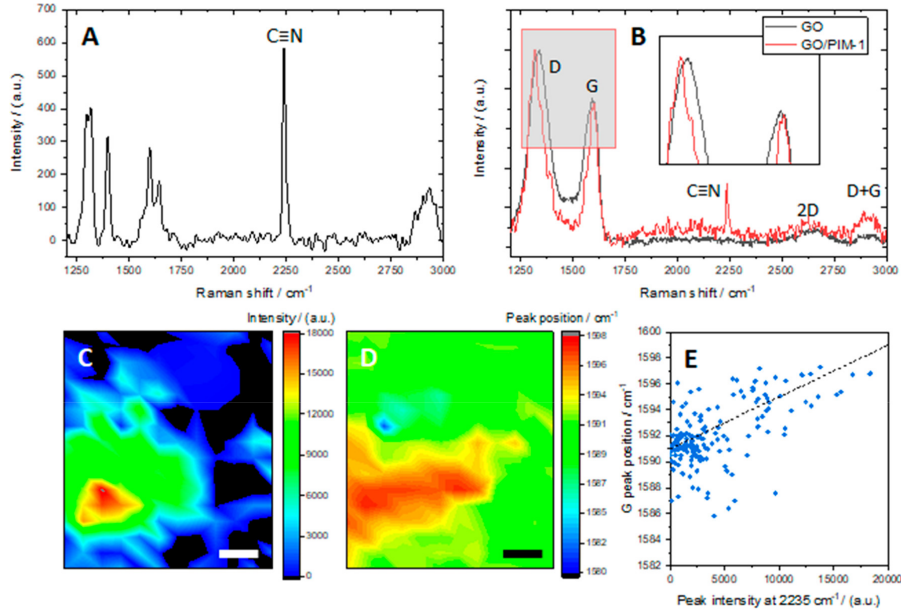 A
C≡N
Intensity / (a.u.)
700
600
500
400
300
200
100
0
1250 1500 1750 2000 2250 2500 2750 3000
Raman shift / cm-1
B
GO
GO/PIM-1
D
G
C≡N
2D
D+G
Intensity / (a.u.)
1250 1500 1750 2000 2250 2500 2750 3000
Raman shift / cm-1
Intensity / (a.u.)
C
18000
15000
12000
9000
6000
3000
0
Peak position / cm-1
D
1598
1596
1594
1591
1589
1587
1585
1582
1580
E
G peak position / cm-1
1600
1598
1596
1594
1592
1590
1588
1586
1584
1582
0 5000 10000 15000 20000
Peak intensity at 2235 cm-1 / (a.u.)